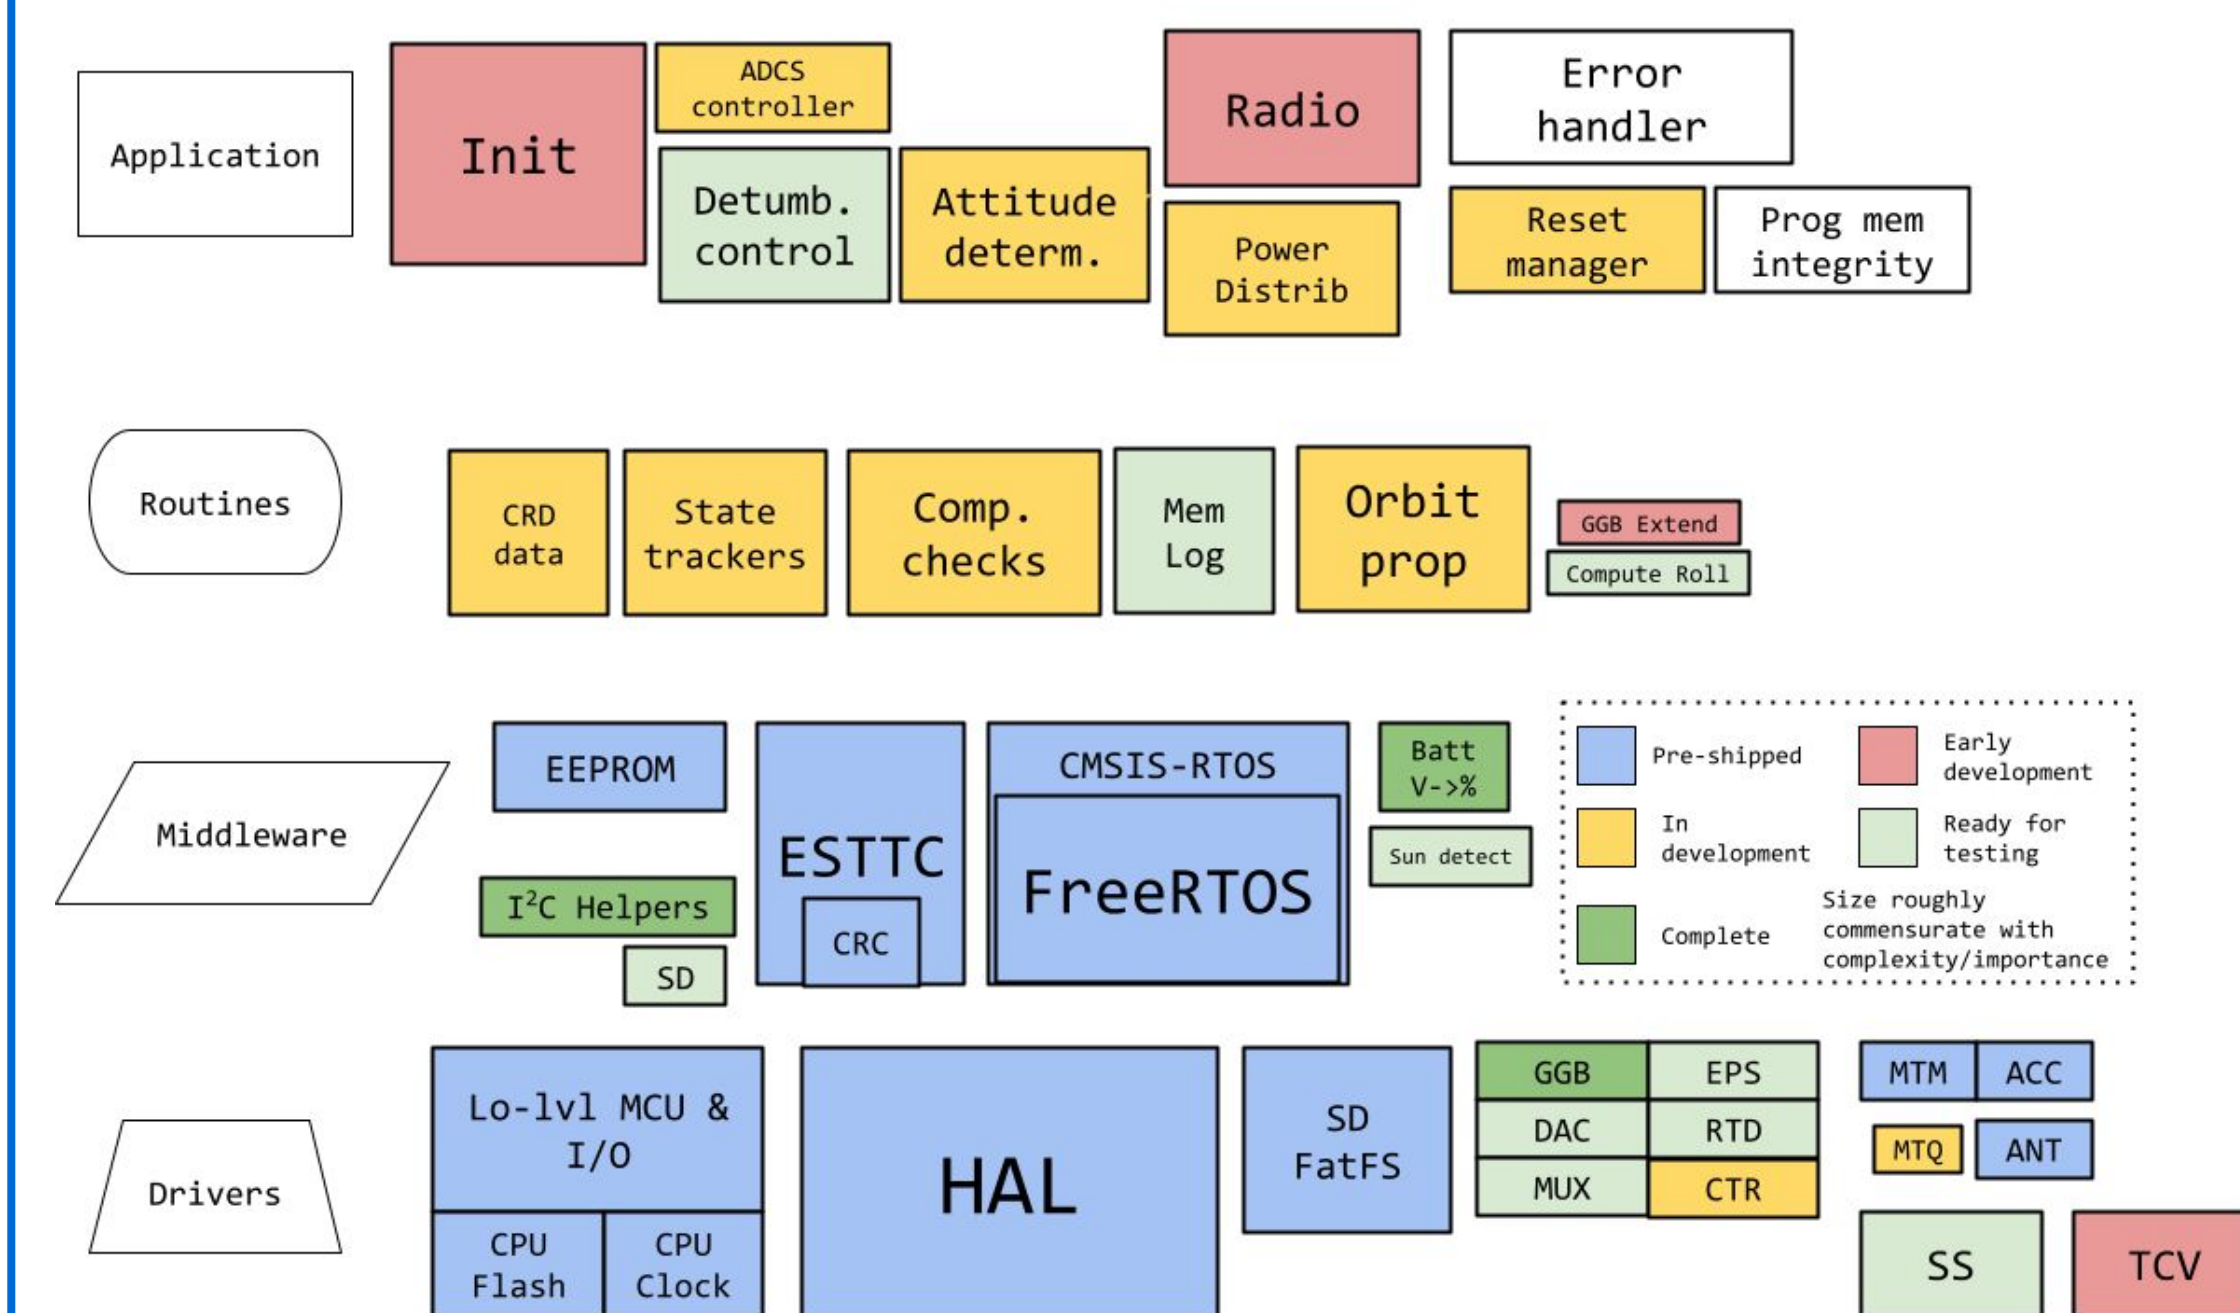 Application
Init
ADCS
controller
Detumb.
control
Attitude
determ.
Radio
Power
Distrib
Error
handler
Reset
manager
Prog mem
integrity
Routines
CRD
data
State
trackers
Comp.
checks
Mem
Log
Orbit
prop
GGB Extend
Compute Roll
Middleware
EEPROM
I²C Helpers
SD
ESTTC
CRC
CMSIS-RTOS
FreeRTOS
Batt
V->%
Sun detect
Pre-shipped
Early
development
In
development
Ready for
testing
Complete
Size roughly
commensurate with
complexity/importance
Drivers
Lo-lvl MCU &
I/O
CPU
Flash
CPU
Clock
HAL
SD
FatFS
GGB
EPS
DAC
RTD
MUX
CTR
MTM
ACC
MTQ
ANT
SS
TCV